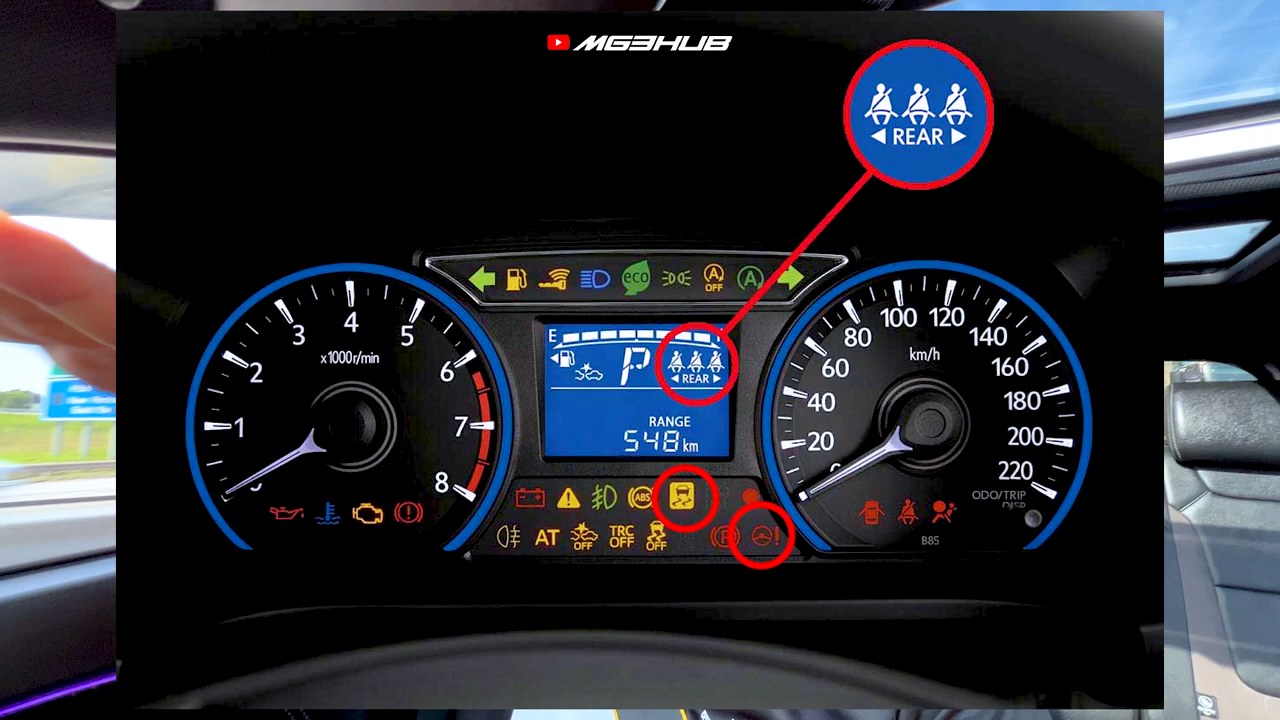 MG3HUB
◄ REAR ►
eco
A
OFF
A
E
P
◄ REAR ►
RANGE
548 km
x1000r/min
1
2
3
4
5
6
7
8
km/h
20
40
60
80
100
120
140
160
180
200
220
ODO/TRIP
DISP
ABS
AT
OFF
TRC
OFF
OFF
P
B85